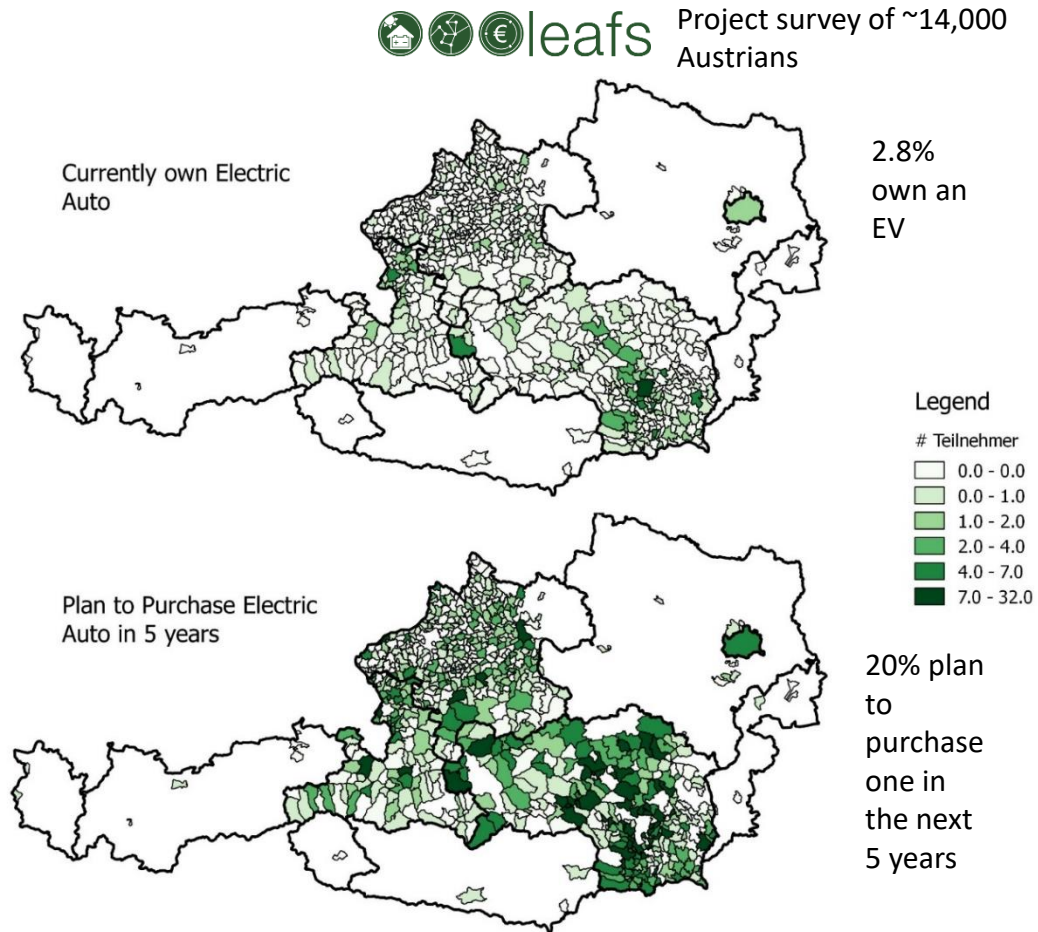 leafs
Project survey of ~14,000
Austrians
Currently own Electric
Auto
2.8%
own an
EV
Legend
# Teilnehmer
0.0 - 0.0
0.0 - 1.0
1.0 - 2.0
2.0 - 4.0
4.0 - 7.0
7.0 - 32.0
Plan to Purchase Electric
Auto in 5 years
20% plan
to
purchase
one in
the next
5 years